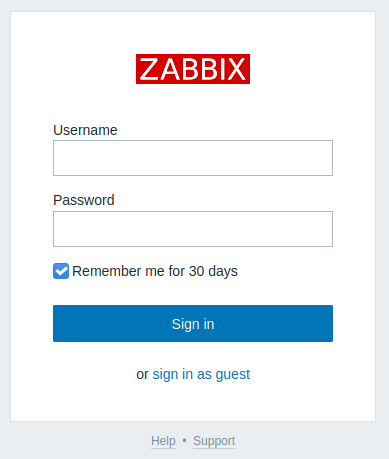 ZABBIX
Username
Password
Remember me for 30 days
Sign in
or sign in as guest
Help • Support